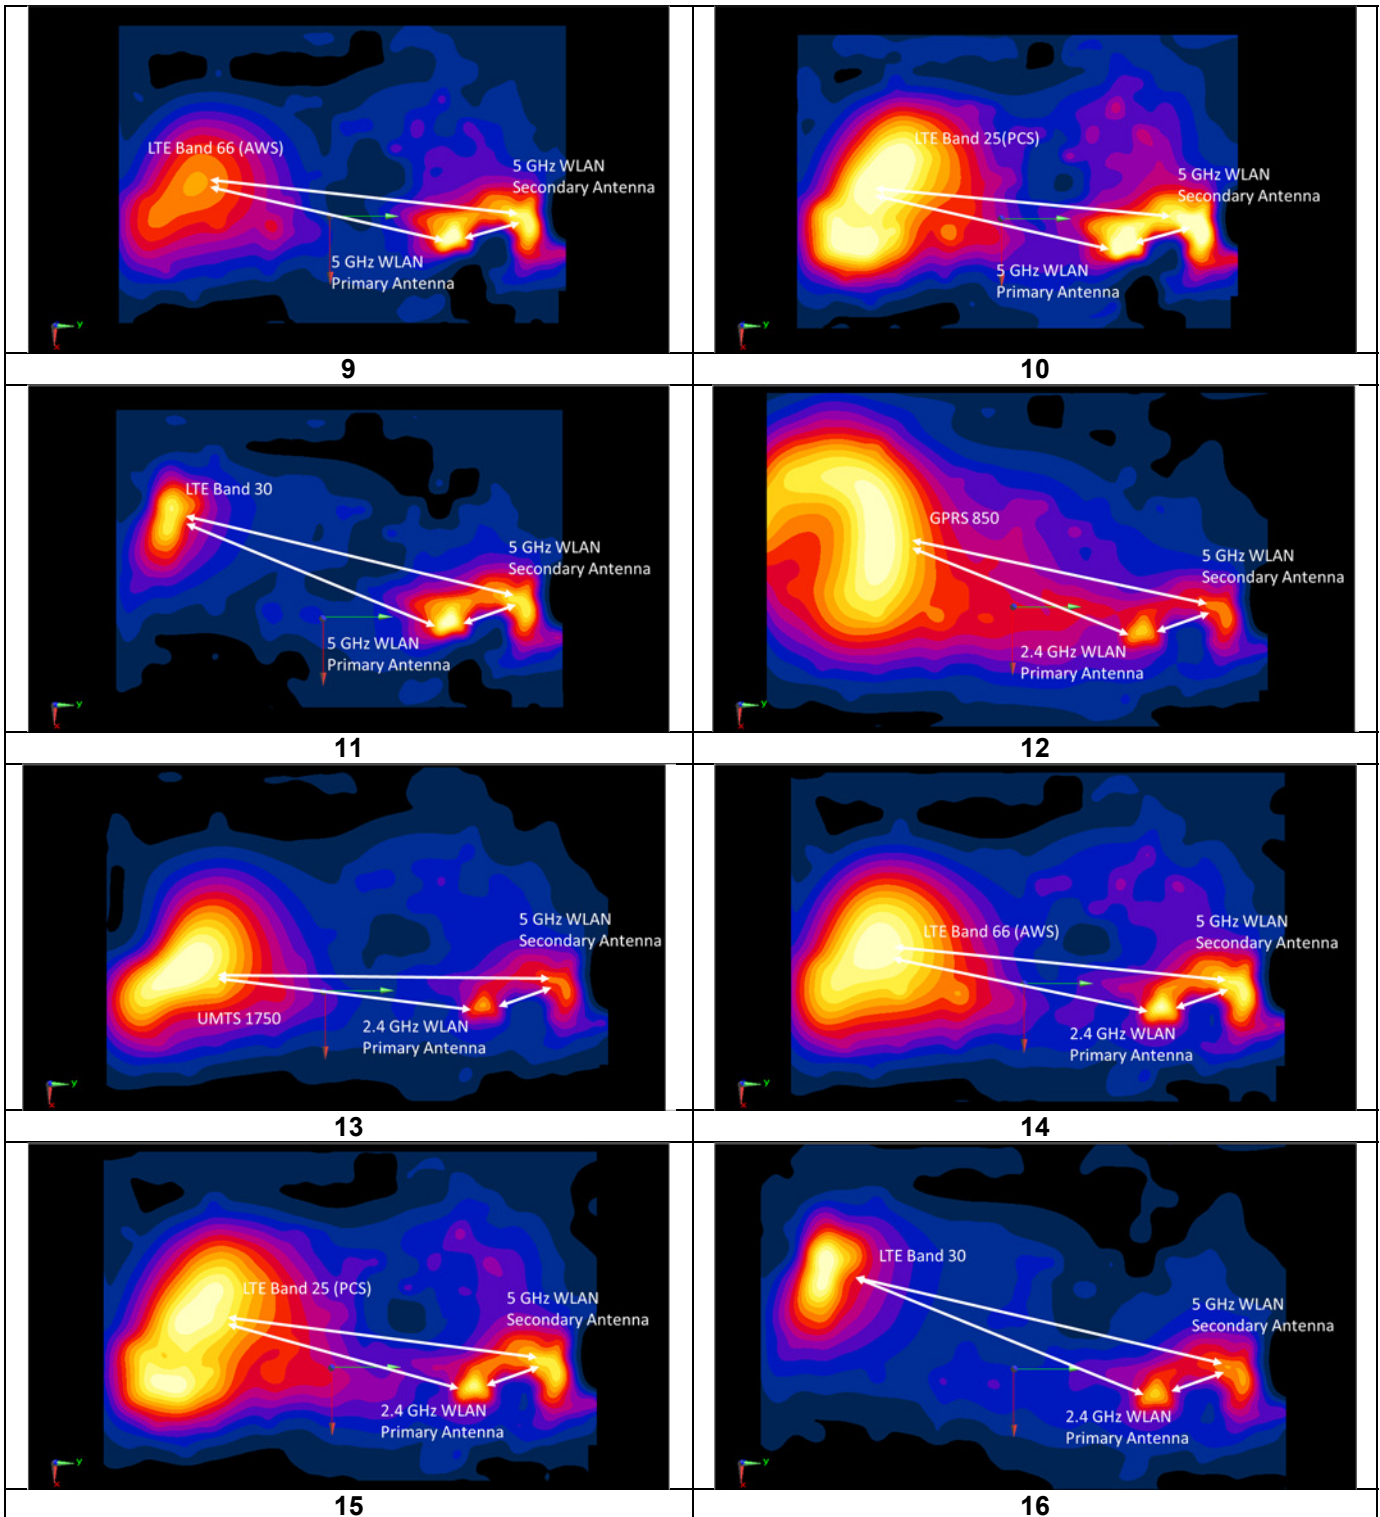 LTE Band 66 (AWS)
5 GHz WLAN
Secondary Antenna
5 GHz WLAN
Primary Antenna
y
x
9
LTE Band 25(PCS)
5 GHz WLAN
Secondary Antenna
5 GHz WLAN
Primary Antenna
y
x
10
LTE Band 30
5 GHz WLAN
Secondary Antenna
5 GHz WLAN
Primary Antenna
y
x
11
GPRS 850
5 GHz WLAN
Secondary Antenna
2.4 GHz WLAN
Primary Antenna
y
x
12
5 GHz WLAN
Secondary Antenna
UMTS 1750
2.4 GHz WLAN
Primary Antenna
y
x
13
LTE Band 66 (AWS)
5 GHz WLAN
Secondary Antenna
2.4 GHz WLAN
Primary Antenna
y
x
14
LTE Band 25 (PCS)
5 GHz WLAN
Secondary Antenna
2.4 GHz WLAN
Primary Antenna
y
x
15
LTE Band 30
5 GHz WLAN
Secondary Antenna
2.4 GHz WLAN
Primary Antenna
y
x
16